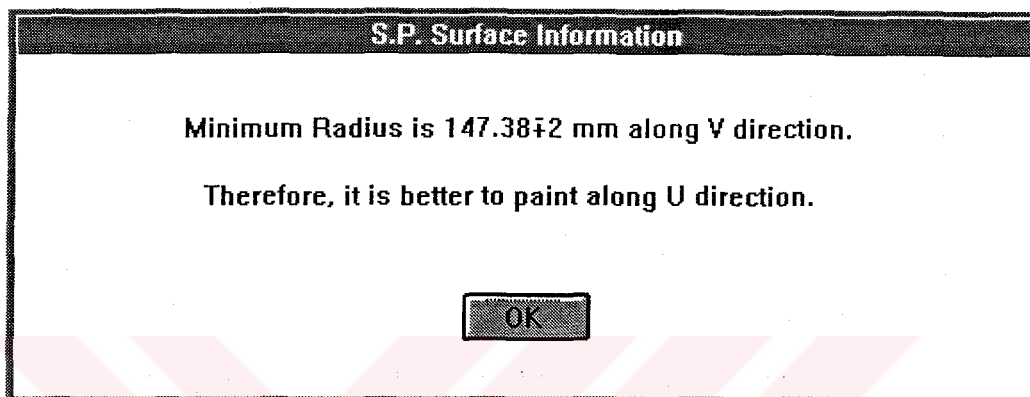 S.P. Surface Information
Minimum Radius is 147.38∓2 mm along V direction.
Therefore, it is better to paint along U direction.
OK